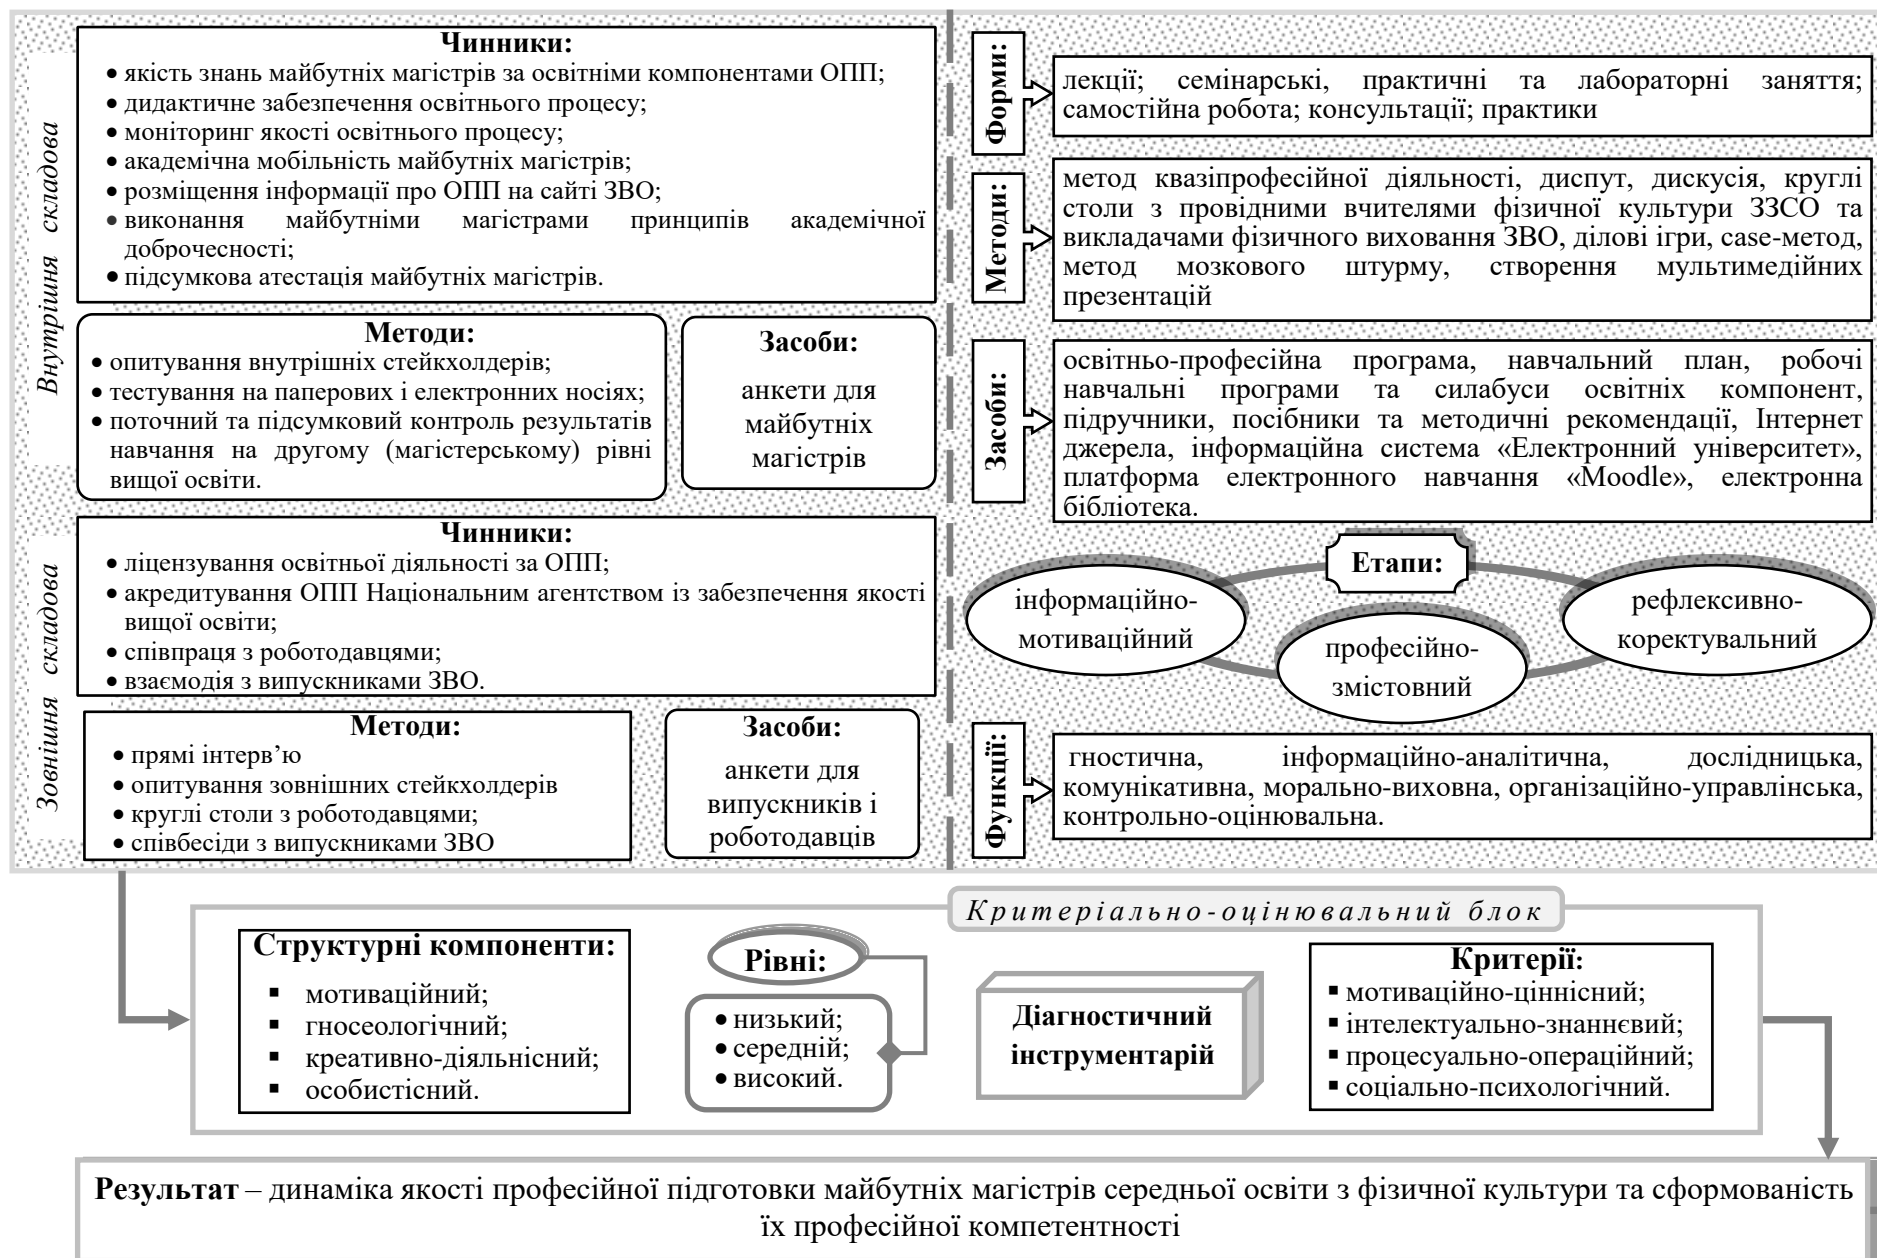 Внутрішня складова
Чинники:
• якість знань майбутніх магістрів за освітніми компонентами ОПП;
• дидактичне забезпечення освітнього процесу;
• моніторинг якості освітнього процесу;
• академічна мобільність майбутніх магістрів;
• розміщення інформації про ОПП на сайті ЗВО;
• виконання майбутніми магістрами принципів академічної
доброчесності;
• підсумкова атестація майбутніх магістрів.
Методи:
• опитування внутрішніх стейкхолдерів;
• тестування на паперових і електронних носіях;
• поточний та підсумковий контроль результатів
навчання на другому (магістерському) рівні
вищої освіти.
Засоби:
анкети для
майбутніх
магістрів
Зовнішня складова
Чинники:
• ліцензування освітньої діяльності за ОПП;
• акредитування ОПП Національним агентством із забезпечення якості
вищої освіти;
• співпраця з роботодавцями;
• взаємодія з випускниками ЗВО.
Методи:
• прямі інтерв’ю
• опитування зовнішних стейкхолдерів
• круглі столи з роботодавцями;
• співбесіди з випускниками ЗВО
Засоби:
анкети для
випускників і
роботодавців
Форми:
лекції; семінарські, практичні та лабораторні заняття;
самостійна робота; консультації; практики
Методи:
метод квазіпрофесійної діяльності, диспут, дискусія, круглі
столи з провідними вчителями фізичної культури ЗЗСО та
викладачами фізичного виховання ЗВО, ділові ігри, case-метод,
метод мозкового штурму, створення мультимедійних
презентацій
Засоби:
освітньо-професійна програма, навчальний план, робочі
навчальні програми та силабуси освітніх компонент,
підручники, посібники та методичні рекомендації, Інтернет
джерела, інформаційна система «Електронний університет»,
платформа електронного навчання «Moodle», електронна
бібліотека.
Етапи:
інформаційно-
мотиваційний
професійно-
змістовний
рефлексивно-
коректувальний
Функції:
гностична, інформаційно-аналітична, дослідницька,
комунікативна, морально-виховна, організаційно-управлінська,
контрольно-оцінювальна.
Критеріально-оцінювальний блок
Структурні компоненти:
▪ мотиваційний;
▪ гносеологічний;
▪ креативно-діяльнісний;
▪ особистісний.
Рівні:
• низький;
• середній;
• високий.
Діагностичний
інструментарій
Критерії:
▪ мотиваційно-ціннісний;
▪ інтелектуально-знаннєвий;
▪ процесуально-операційний;
▪ соціально-психологічний.
Результат – динаміка якості професійної підготовки майбутніх магістрів середньої освіти з фізичної культури та сформованість
їх професійної компетентності